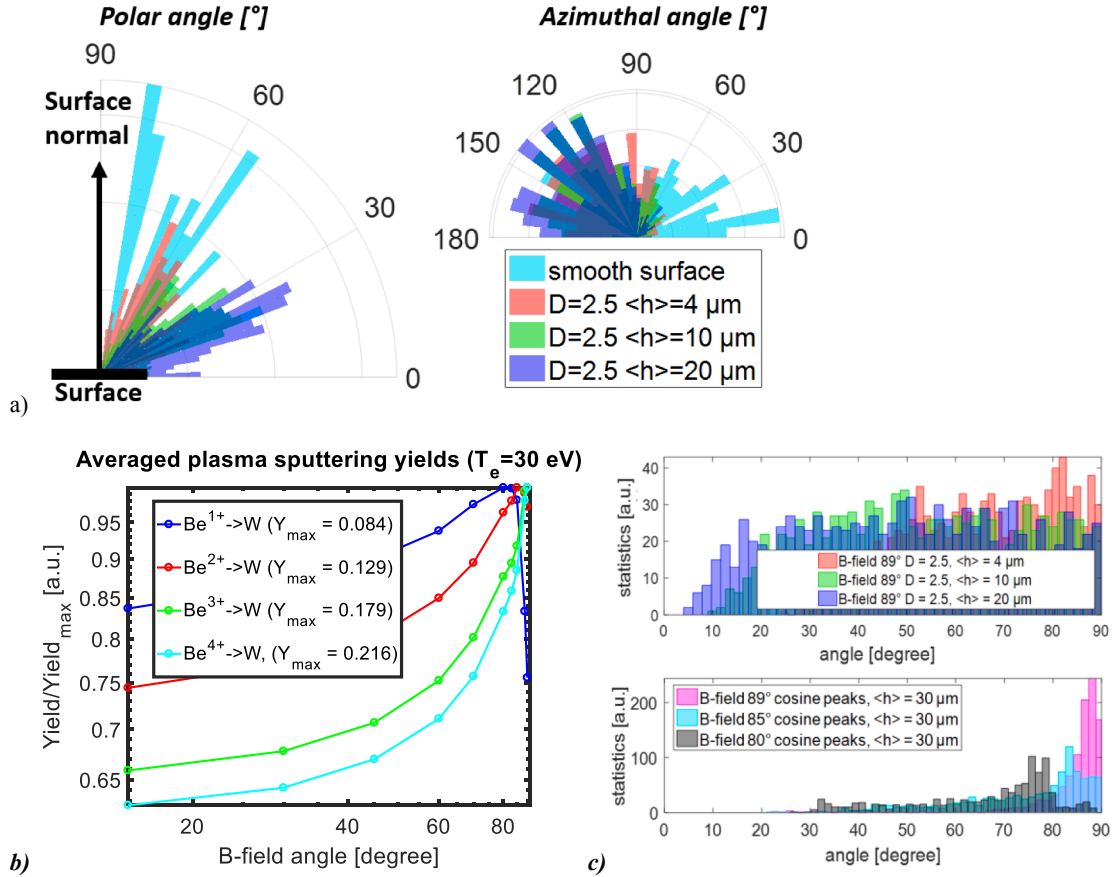 Polar angle [°]
90
60
30
0
Surface
normal
Surface
a)
Azimuthal angle [°]
90
120
150
180
30
0
smooth surface
D=2.5 <h>=4 µm
D=2.5 <h>=10 µm
D=2.5 <h>=20 µm
Averaged plasma sputtering yields (Te=30 eV)
Yield/Yieldmax [a.u.]
0.95
0.9
0.85
0.8
0.75
0.7
0.65
Be1+->W (Ymax = 0.084)
Be2+->W (Ymax = 0.129)
Be3+->W (Ymax = 0.179)
Be4+->W, (Ymax = 0.216)
20 40 60 80
B-field angle [degree]
b)
statistics [a.u.]
40
30
20
10
0
B-field 89° D = 2.5, <h> = 4 µm
B-field 89° D = 2.5, <h> = 10 µm
B-field 89° D = 2.5, <h> = 20 µm
0 10 20 30 40 50 60 70 80 90
angle [degree]
statistics [a.u.]
200
100
0
B-field 89° cosine peaks, <h> = 30 µm
B-field 85° cosine peaks, <h> = 30 µm
B-field 80° cosine peaks, <h> = 30 µm
0 10 20 30 40 50 60 70 80 90
angle [degree]
c)